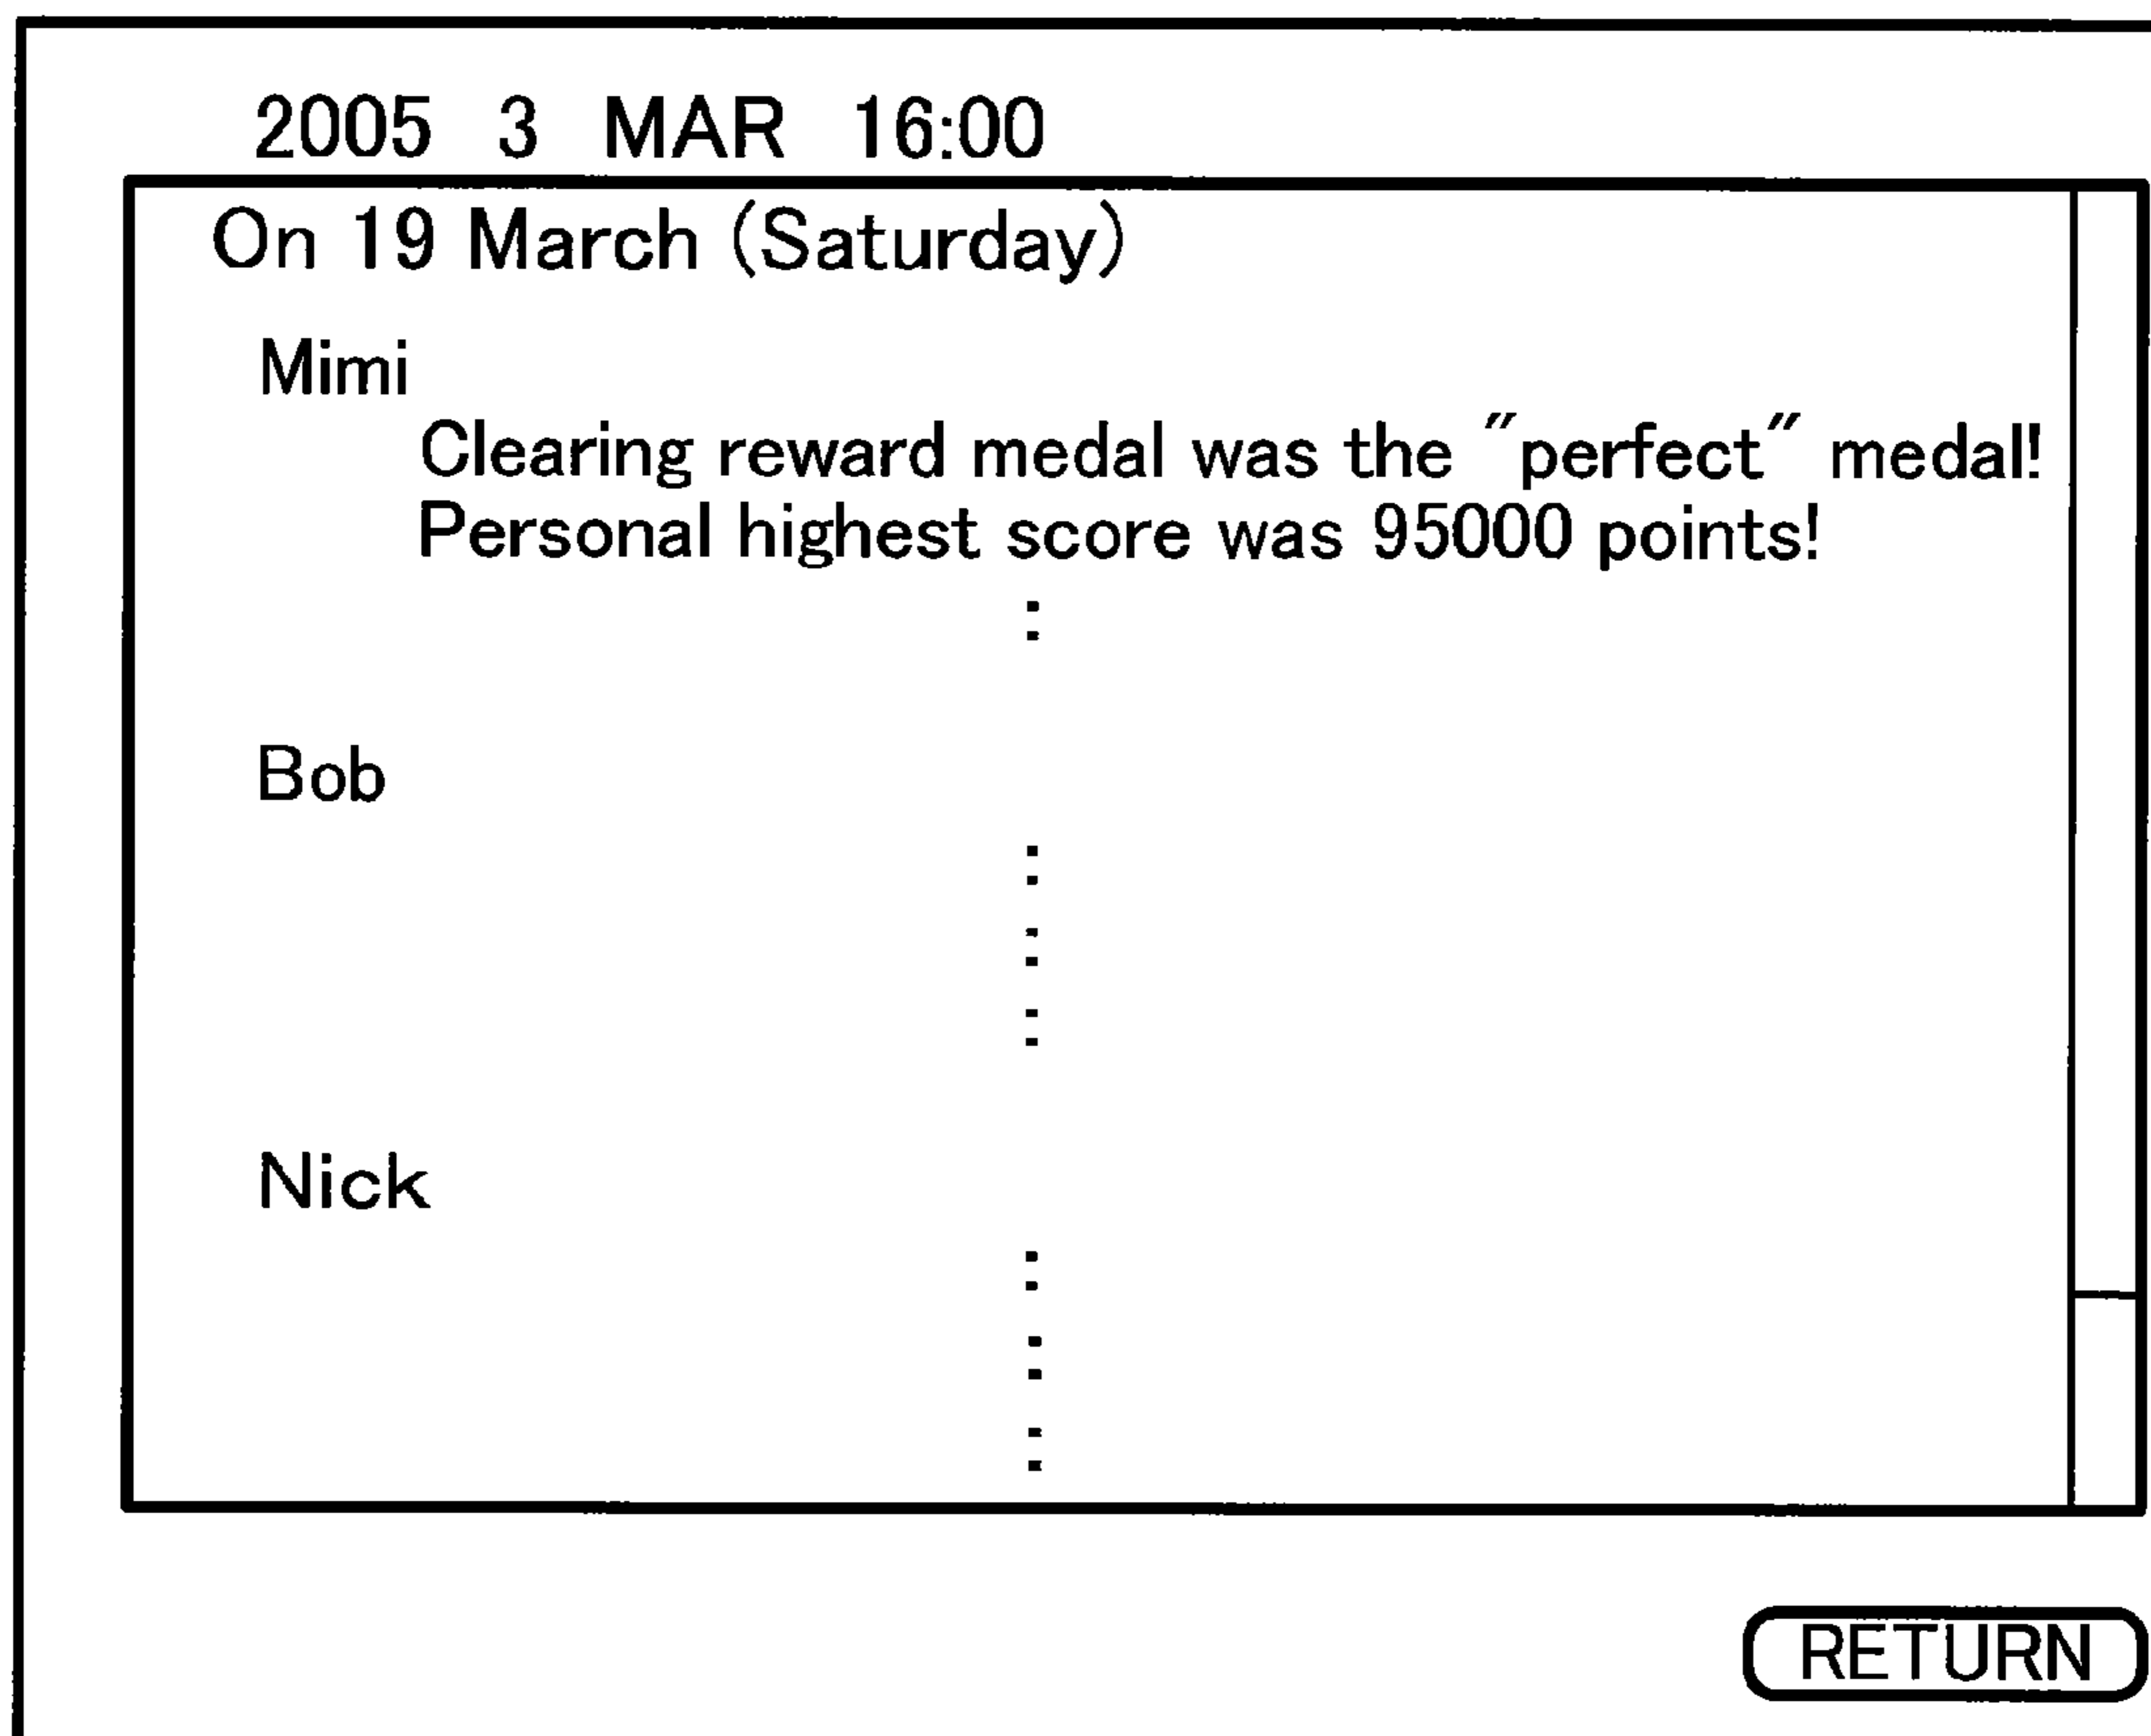 2005 3 MAR 16:00
On 19 March (Saturday)
Mimi
Clearing reward medal was the "perfect" medal!
Personal highest score was 95000 points!
:
Bob
:
:
:
Nick
:
:
:
RETURN